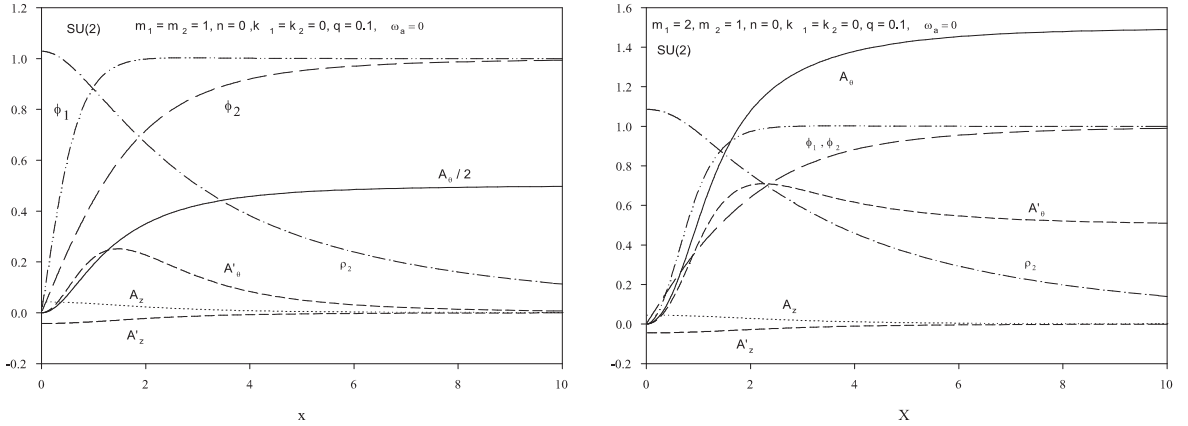 SU(2) m₁ = m₂ = 1, n = 0 ,k ₁ = k₂ = 0, q = 0.1, ωₐ = 0
1.2
1.0
0.8
0.6
0.4
0.2
0.0
-0.2
ϕ₁
ϕ₂
A_θ / 2
ρ₂
A'_θ
A_z
A'_z
0 2 4 6 8 10
x
m₁ = 2, m₂ = 1, n = 0, k ₁ = k₂ = 0, q = 0.1, ωₐ = 0
SU(2)
1.6
1.4
1.2
1.0
0.8
0.6
0.4
0.2
0.0
-0.2
A_θ
ϕ₁ , ϕ₂
A'_θ
ρ₂
A_z
A'_z
0 2 4 6 8 10
X